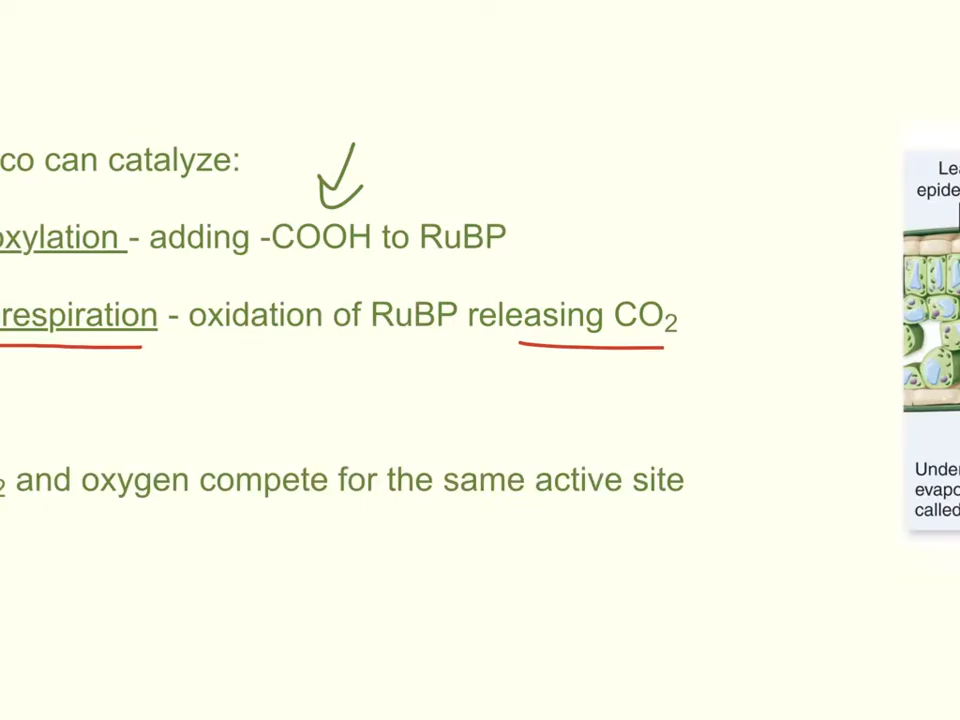 co can catalyze:
oxylation - adding -COOH to RuBP
respiration - oxidation of RuBP releasing CO₂
₂ and oxygen compete for the same active site
Lea
epide
Under
evapo
called